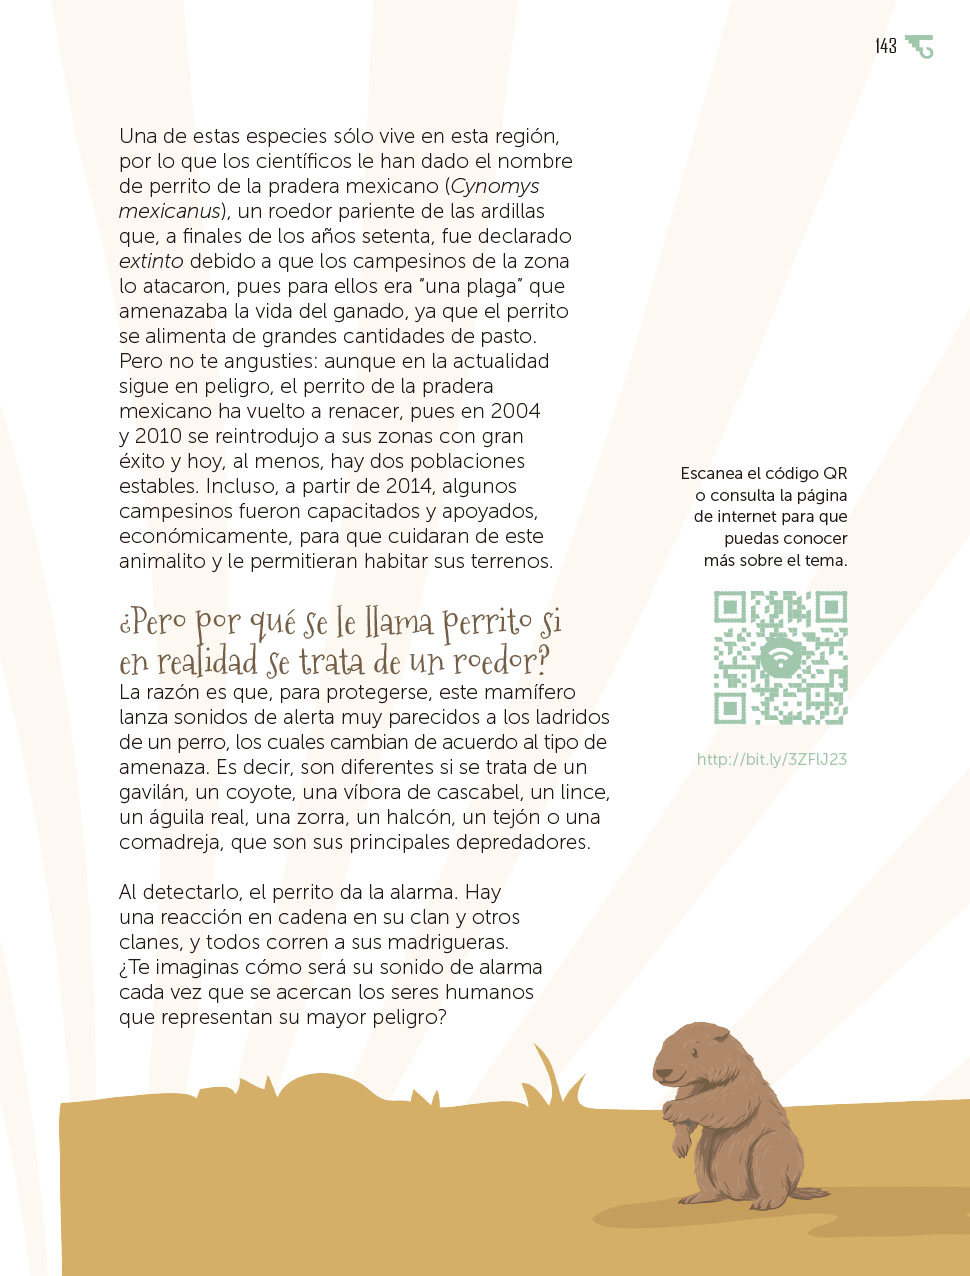 143
Una de estas especies sólo vive en esta región,
por lo que los científicos le han dado el nombre
de perrito de la pradera mexicano (Cynomys
mexicanus), un roedor pariente de las ardillas
que, a finales de los años setenta, fue declarado
extinto debido a que los campesinos de la zona
lo atacaron, pues para ellos era “una plaga” que
amenazaba la vida del ganado, ya que el perrito
se alimenta de grandes cantidades de pasto.
Pero no te angusties: aunque en la actualidad
sigue en peligro, el perrito de la pradera
mexicano ha vuelto a renacer, pues en 2004
y 2010 se reintrodujo a sus zonas con gran
éxito y hoy, al menos, hay dos poblaciones
estables. Incluso, a partir de 2014, algunos
campesinos fueron capacitados y apoyados,
económicamente, para que cuidaran de este
animalito y le permitieran habitar sus terrenos.
¿Pero por qué se le llama perrito si
en realidad se trata de un roedor?
La razón es que, para protegerse, este mamífero
lanza sonidos de alerta muy parecidos a los ladridos
de un perro, los cuales cambian de acuerdo al tipo de
amenaza. Es decir, son diferentes si se trata de un
gavilán, un coyote, una víbora de cascabel, un lince,
un águila real, una zorra, un halcón, un tejón o una
comadreja, que son sus principales depredadores.
Al detectarlo, el perrito da la alarma. Hay
una reacción en cadena en su clan y otros
clanes, y todos corren a sus madrigueras.
¿Te imaginas cómo será su sonido de alarma
cada vez que se acercan los seres humanos
que representan su mayor peligro?
Escanea el código QR
o consulta la página
de internet para que
puedas conocer
más sobre el tema.
http://bit.ly/3ZFlJ23